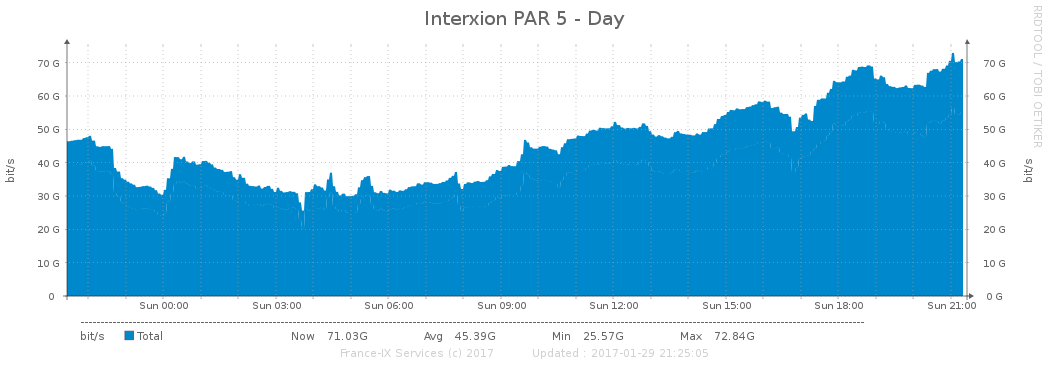 Interxion PAR 5 - Day
RRDTOOL / TOBI OETIKER
bit/s
70 G 70 G
60 G 60 G
50 G 50 G
40 G 40 G
30 G 30 G
20 G 20 G
10 G 10 G
0 0 G
bit/s
Sun 00:00 Sun 03:00 Sun 06:00 Sun 09:00 Sun 12:00 Sun 15:00 Sun 18:00 Sun 21:00
bit/s Total Now 71.03G Avg 45.39G Min 25.57G Max 72.84G
France-IX Services (c) 2017 Updated : 2017-01-29 21:25:05